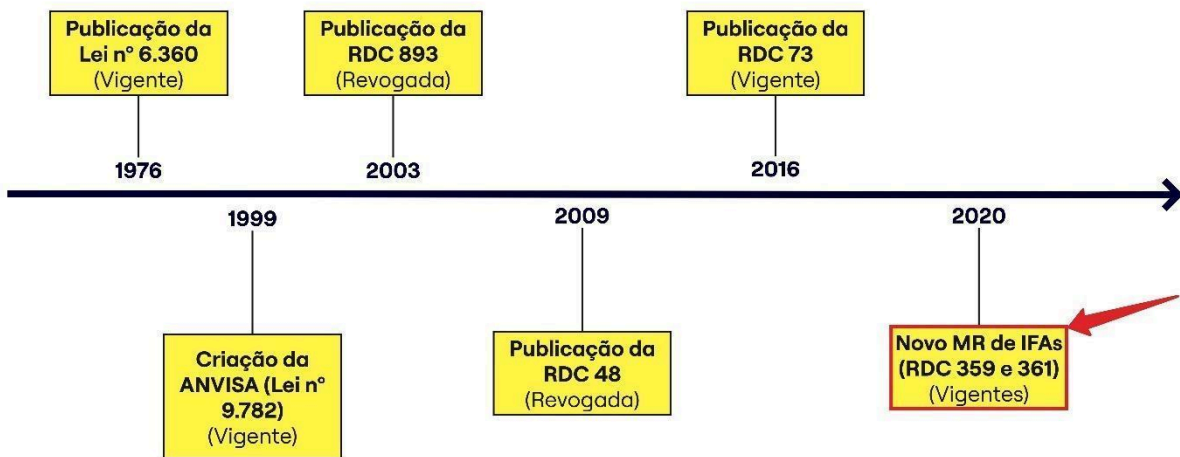 Publicação da
Lei nº 6.360
(Vigente)
Publicação da
RDC 893
(Revogada)
Publicação da
RDC 73
(Vigente)
1976
2003
2016
1999
2009
2020
Criação da
ANVISA (Lei nº
9.782)
(Vigente)
Publicação da
RDC 48
(Revogada)
Novo MR de IFAs
(RDC 359 e 361)
(Vigentes)